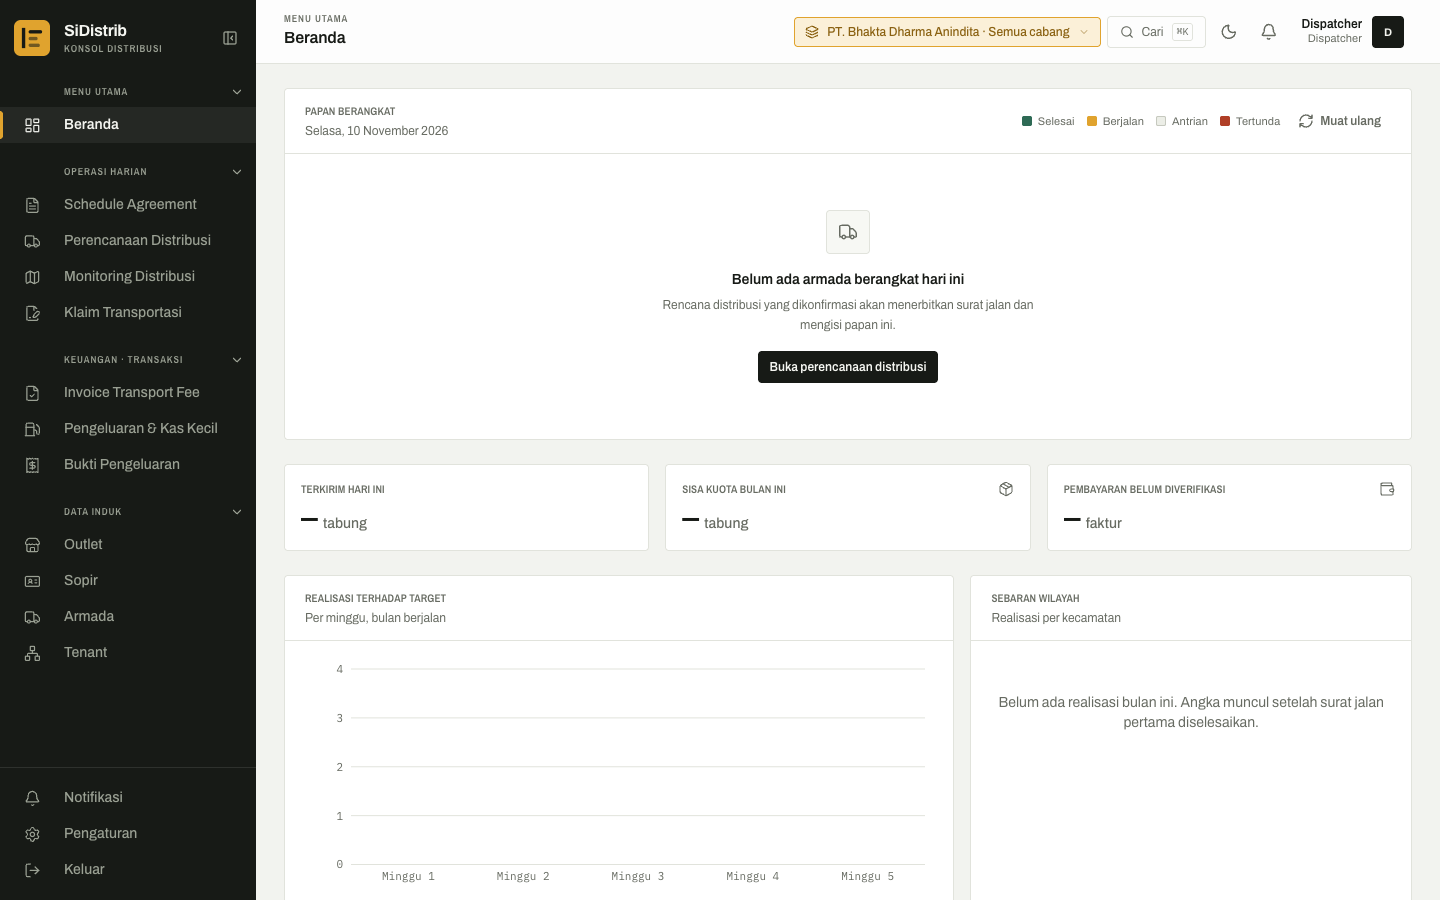 SiDistrib
KONSOL DISTRIBUSI
MENU UTAMA
Beranda
OPERASI HARIAN
Schedule Agreement
Perencanaan Distribusi
Monitoring Distribusi
Klaim Transportasi
KEUANGAN · TRANSAKSI
Invoice Transport Fee
Pengeluaran & Kas Kecil
Bukti Pengeluaran
DATA INDUK
Outlet
Sopir
Armada
Tenant
Notifikasi
Pengaturan
Keluar
MENU UTAMA
Beranda
PT. Bhakta Dharma Anindita · Semua cabang
Cari ⌘K
Dispatcher
Dispatcher
D
PAPAN BERANGKAT
Selasa, 10 November 2026
Selesai
Berjalan
Antrian
Tertunda
Muat ulang
Belum ada armada berangkat hari ini
Rencana distribusi yang dikonfirmasi akan menerbitkan surat jalan dan
mengisi papan ini.
Buka perencanaan distribusi
TERKIRIM HARI INI
— tabung
SISA KUOTA BULAN INI
— tabung
PEMBAYARAN BELUM DIVERIFIKASI
— faktur
REALISASI TERHADAP TARGET
Per minggu, bulan berjalan
4
3
2
1
0
Minggu 1
Minggu 2
Minggu 3
Minggu 4
Minggu 5
SEBARAN WILAYAH
Realisasi per kecamatan
Belum ada realisasi bulan ini. Angka muncul setelah surat jalan
pertama diselesaikan.